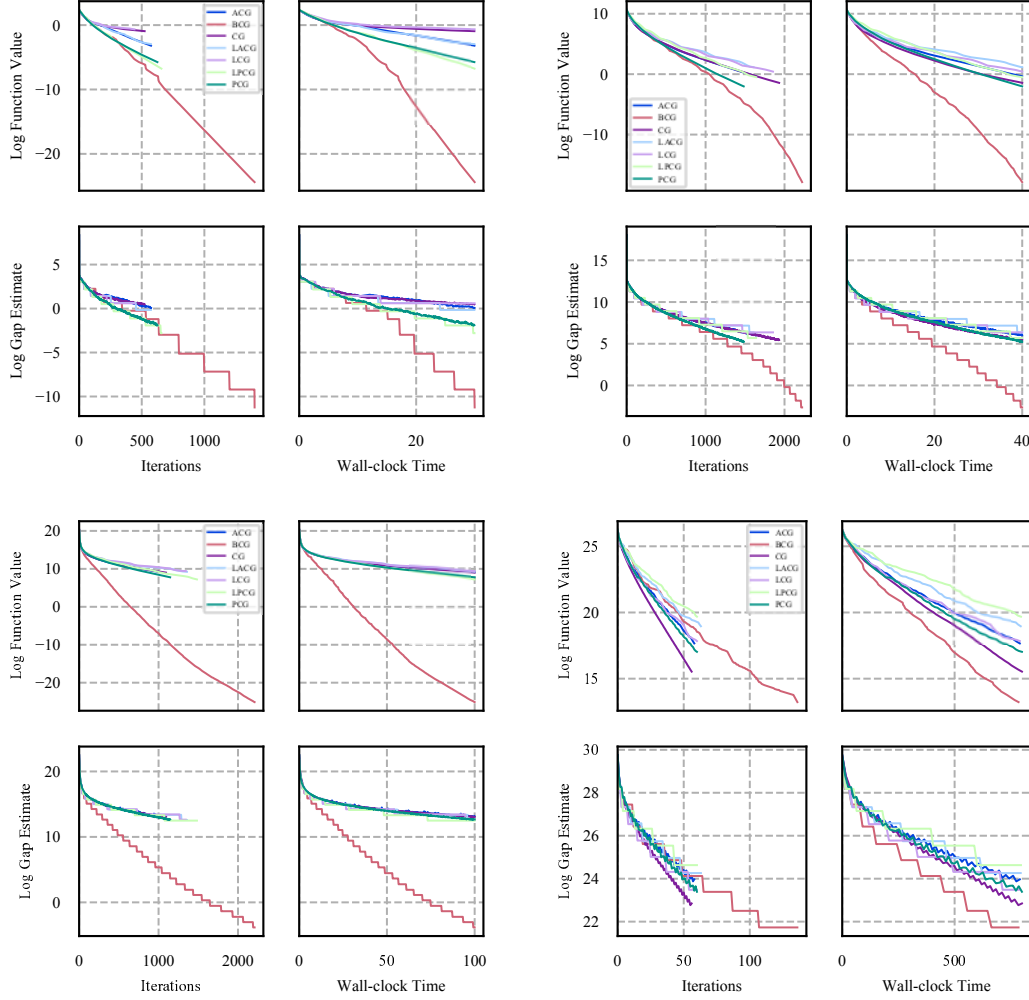 Log Function Value
0
−10
−20
ACG
BCG
CG
LACG
LCG
LPCG
PCG
Log Function Value
10
0
−10
ACG
BCG
CG
LACG
LCG
LPCG
PCG
Log Gap Estimate
5
0
−5
−10
0 500 1000
Iterations
0 20
Wall-clock Time
Log Gap Estimate
15
10
5
0
0 1000 2000
Iterations
0 20 40
Wall-clock Time
Log Function Value
20
10
0
−10
−20
ACG
BCG
CG
LACG
LCG
LPCG
PCG
Log Function Value
25
20
15
ACG
BCG
CG
LACG
LCG
LPCG
PCG
Log Gap Estimate
20
10
0
0 1000 2000
Iterations
0 50 100
Wall-clock Time
Log Gap Estimate
30
28
26
24
22
0 50 100
Iterations
0 500
Wall-clock Time